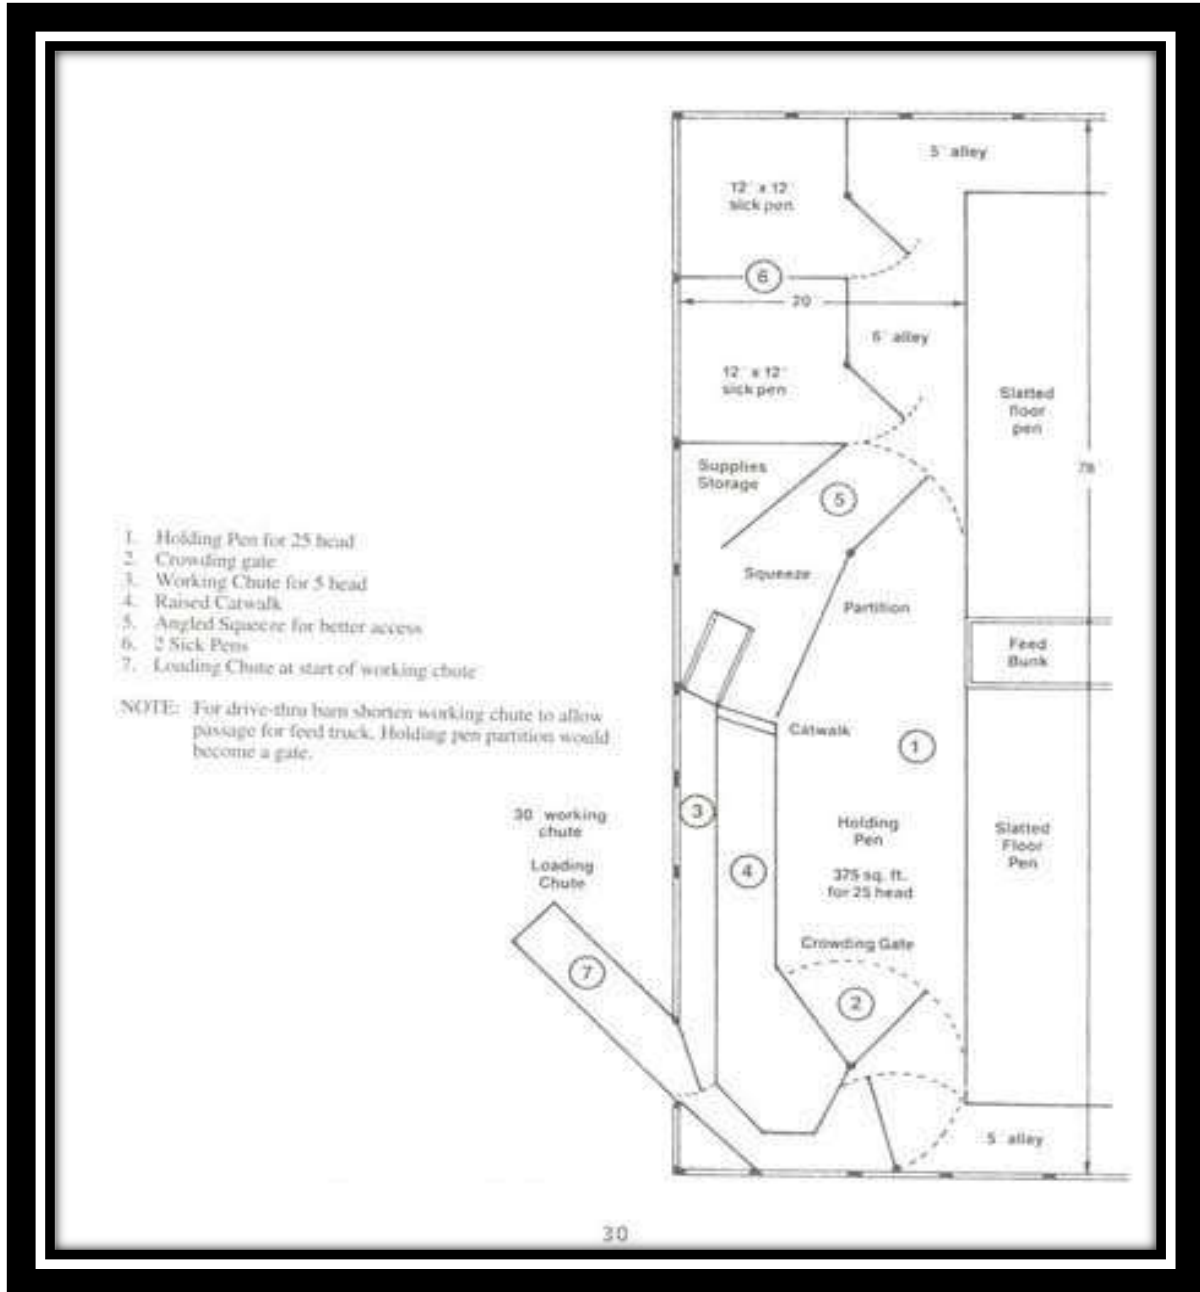 5' alley
12' x 12'
sick pen
6
20'
6' alley
12' x 12'
sick pen
Slatted
floor
pen
78'
Supplies
Storage
5
Squeeze
Partition
1. Holding Pen for 25 head
2. Crowding gate
3. Working Chute for 5 head
4. Raised Catwalk
5. Angled Squeeze for better access
6. 2 Sick Pens
7. Loading Chute at start of working chute
NOTE: For drive-thru barn shorten working chute to allow
passage for feed truck. Holding pen partition would
become a gate.
Feed
Bunk
Catwalk
1
30' working
chute
Loading
Chute
3
4
Holding
Pen
375 sq. ft.
for 25 head
Slatted
Floor
Pen
Crowding Gate
7
2
5' alley
30